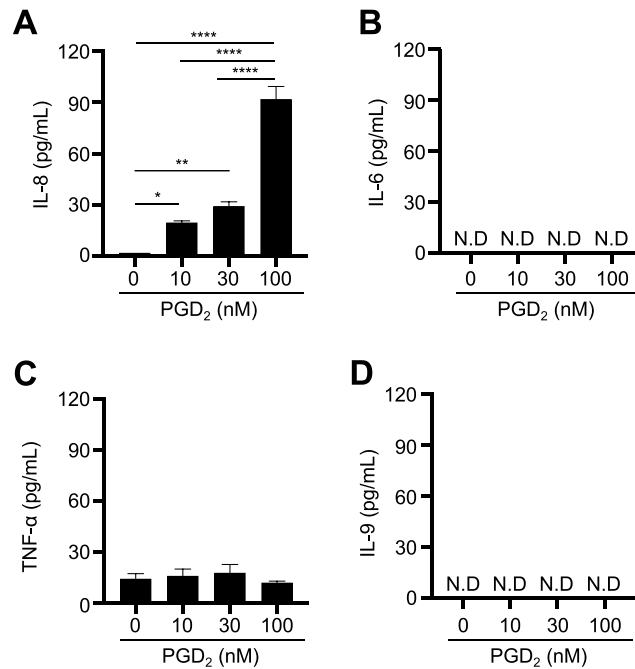 A
IL-8 (pg/mL)
120
90
60
30
0
****
****
****
**
*
0 10 30 100
PGD₂ (nM)
B
IL-6 (pg/mL)
120
90
60
30
0
N.D N.D N.D N.D
0 10 30 100
PGD₂ (nM)
C
TNF-α (pg/mL)
120
90
60
30
0
0 10 30 100
PGD₂ (nM)
D
IL-9 (pg/mL)
120
90
60
30
0
N.D N.D N.D N.D
0 10 30 100
PGD₂ (nM)